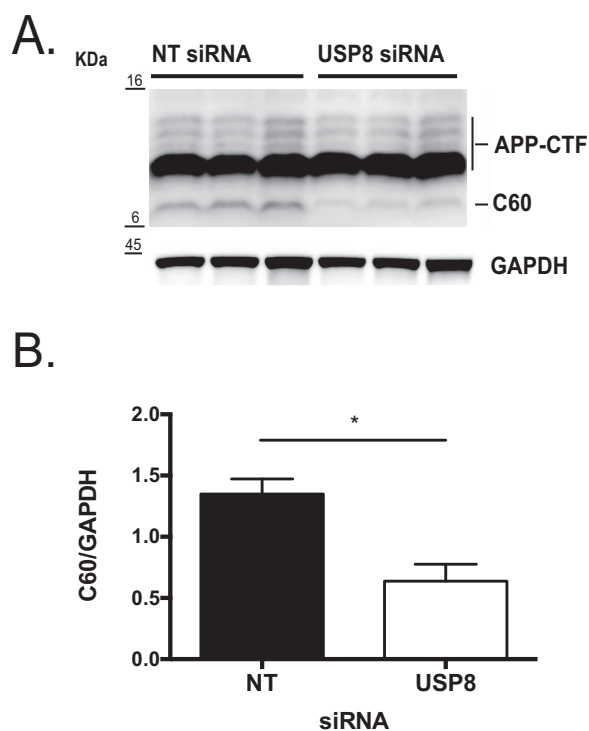 A.
KDa
NT siRNA
USP8 siRNA
16
APP-CTF
C60
6
45
GAPDH
B.
C60/GAPDH
2.0
1.5
1.0
0.5
0.0
*
NT
USP8
siRNA